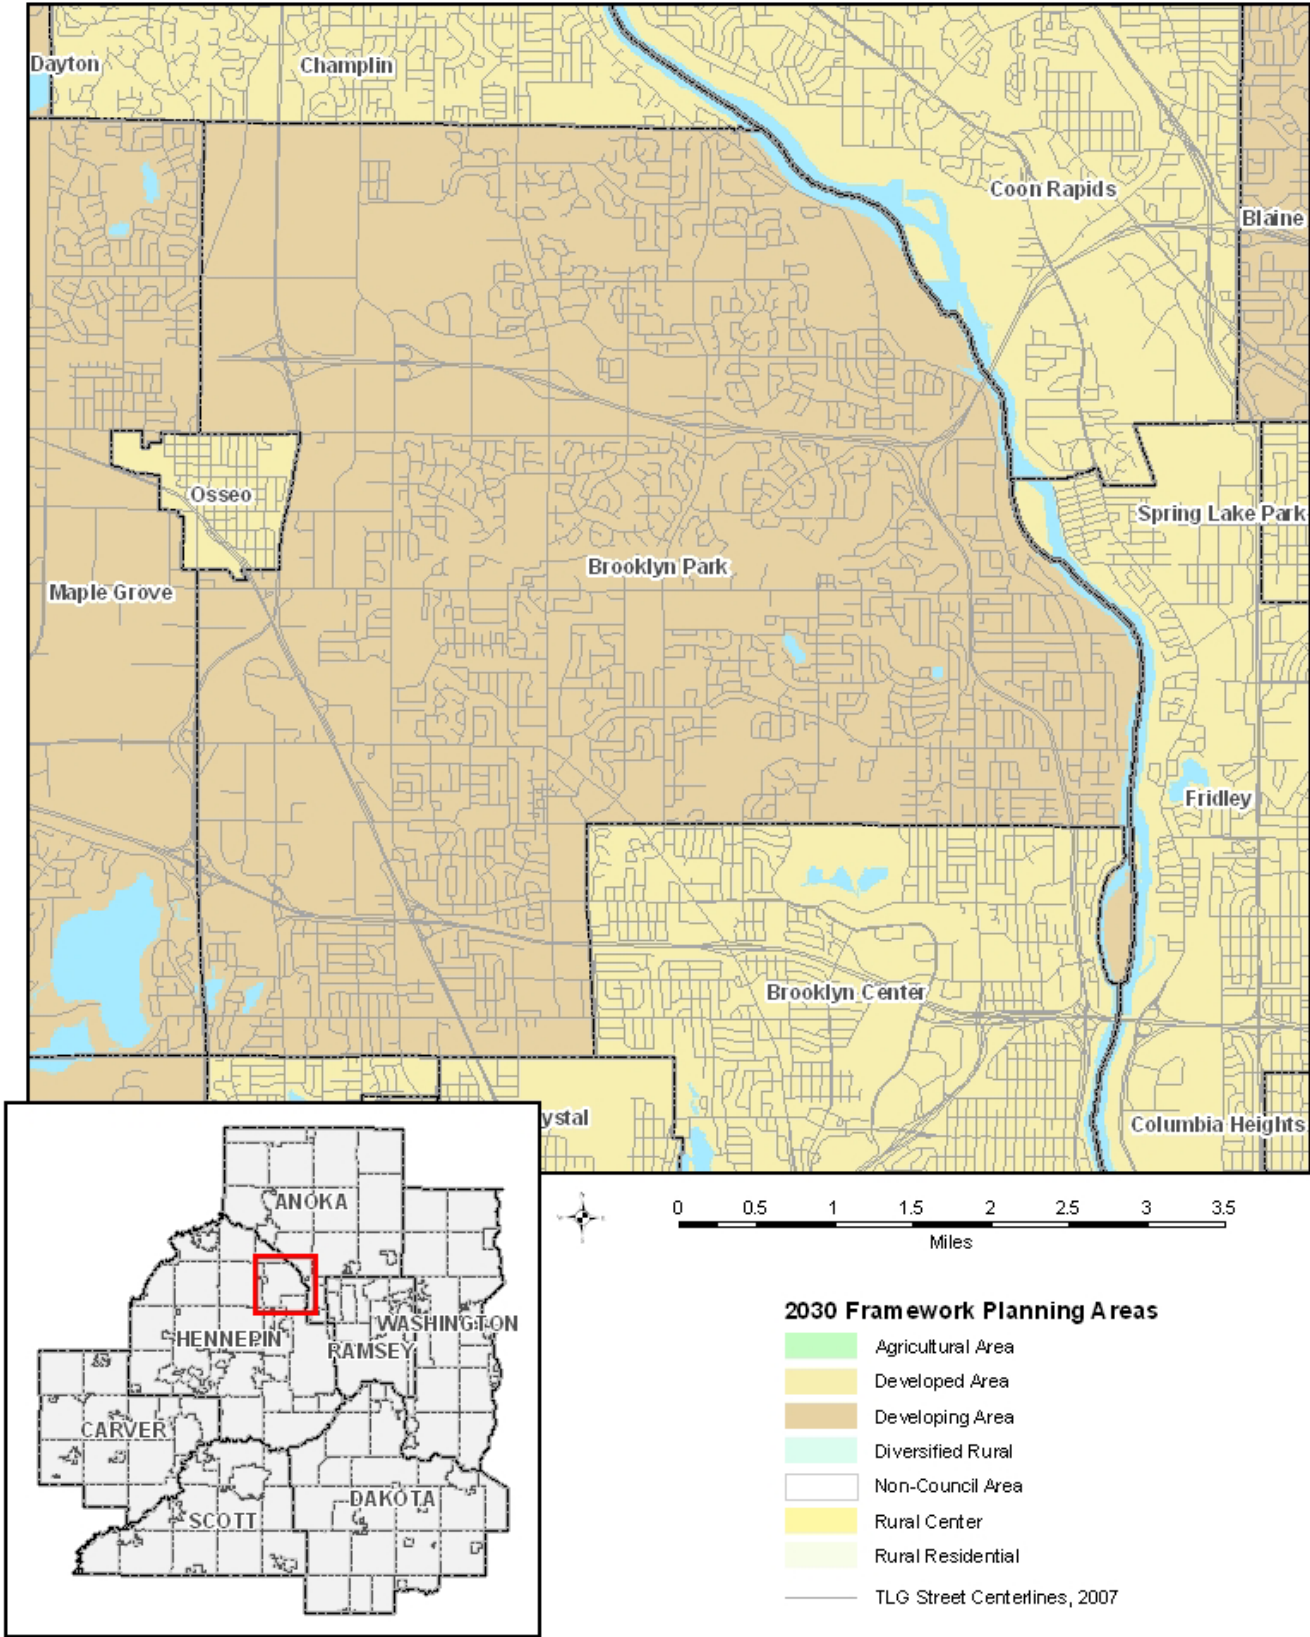 Dayton
Champlin
Coon Rapids
Blaine
Osseo
Spring Lake Park
Brooklyn Park
Maple Grove
Fridley
Brooklyn Center
ystal
Columbia Heights
ANOKA
HENNEPIN
WASHINGTON
RAMSEY
CARVER
DAKOTA
SCOTT
0 0.5 1 1.5 2 2.5 3 3.5
Miles
2030 Framework Planning Areas
Agricultural Area
Developed Area
Developing Area
Diversified Rural
Non-Council Area
Rural Center
Rural Residential
TLG Street Centerlines, 2007